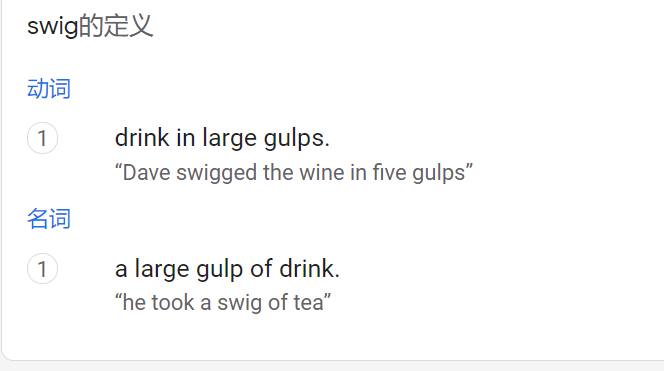 swig的定义
动词
1
drink in large gulps.
“Dave swigged the wine in five gulps”
名词
1
a large gulp of drink.
“he took a swig of tea”